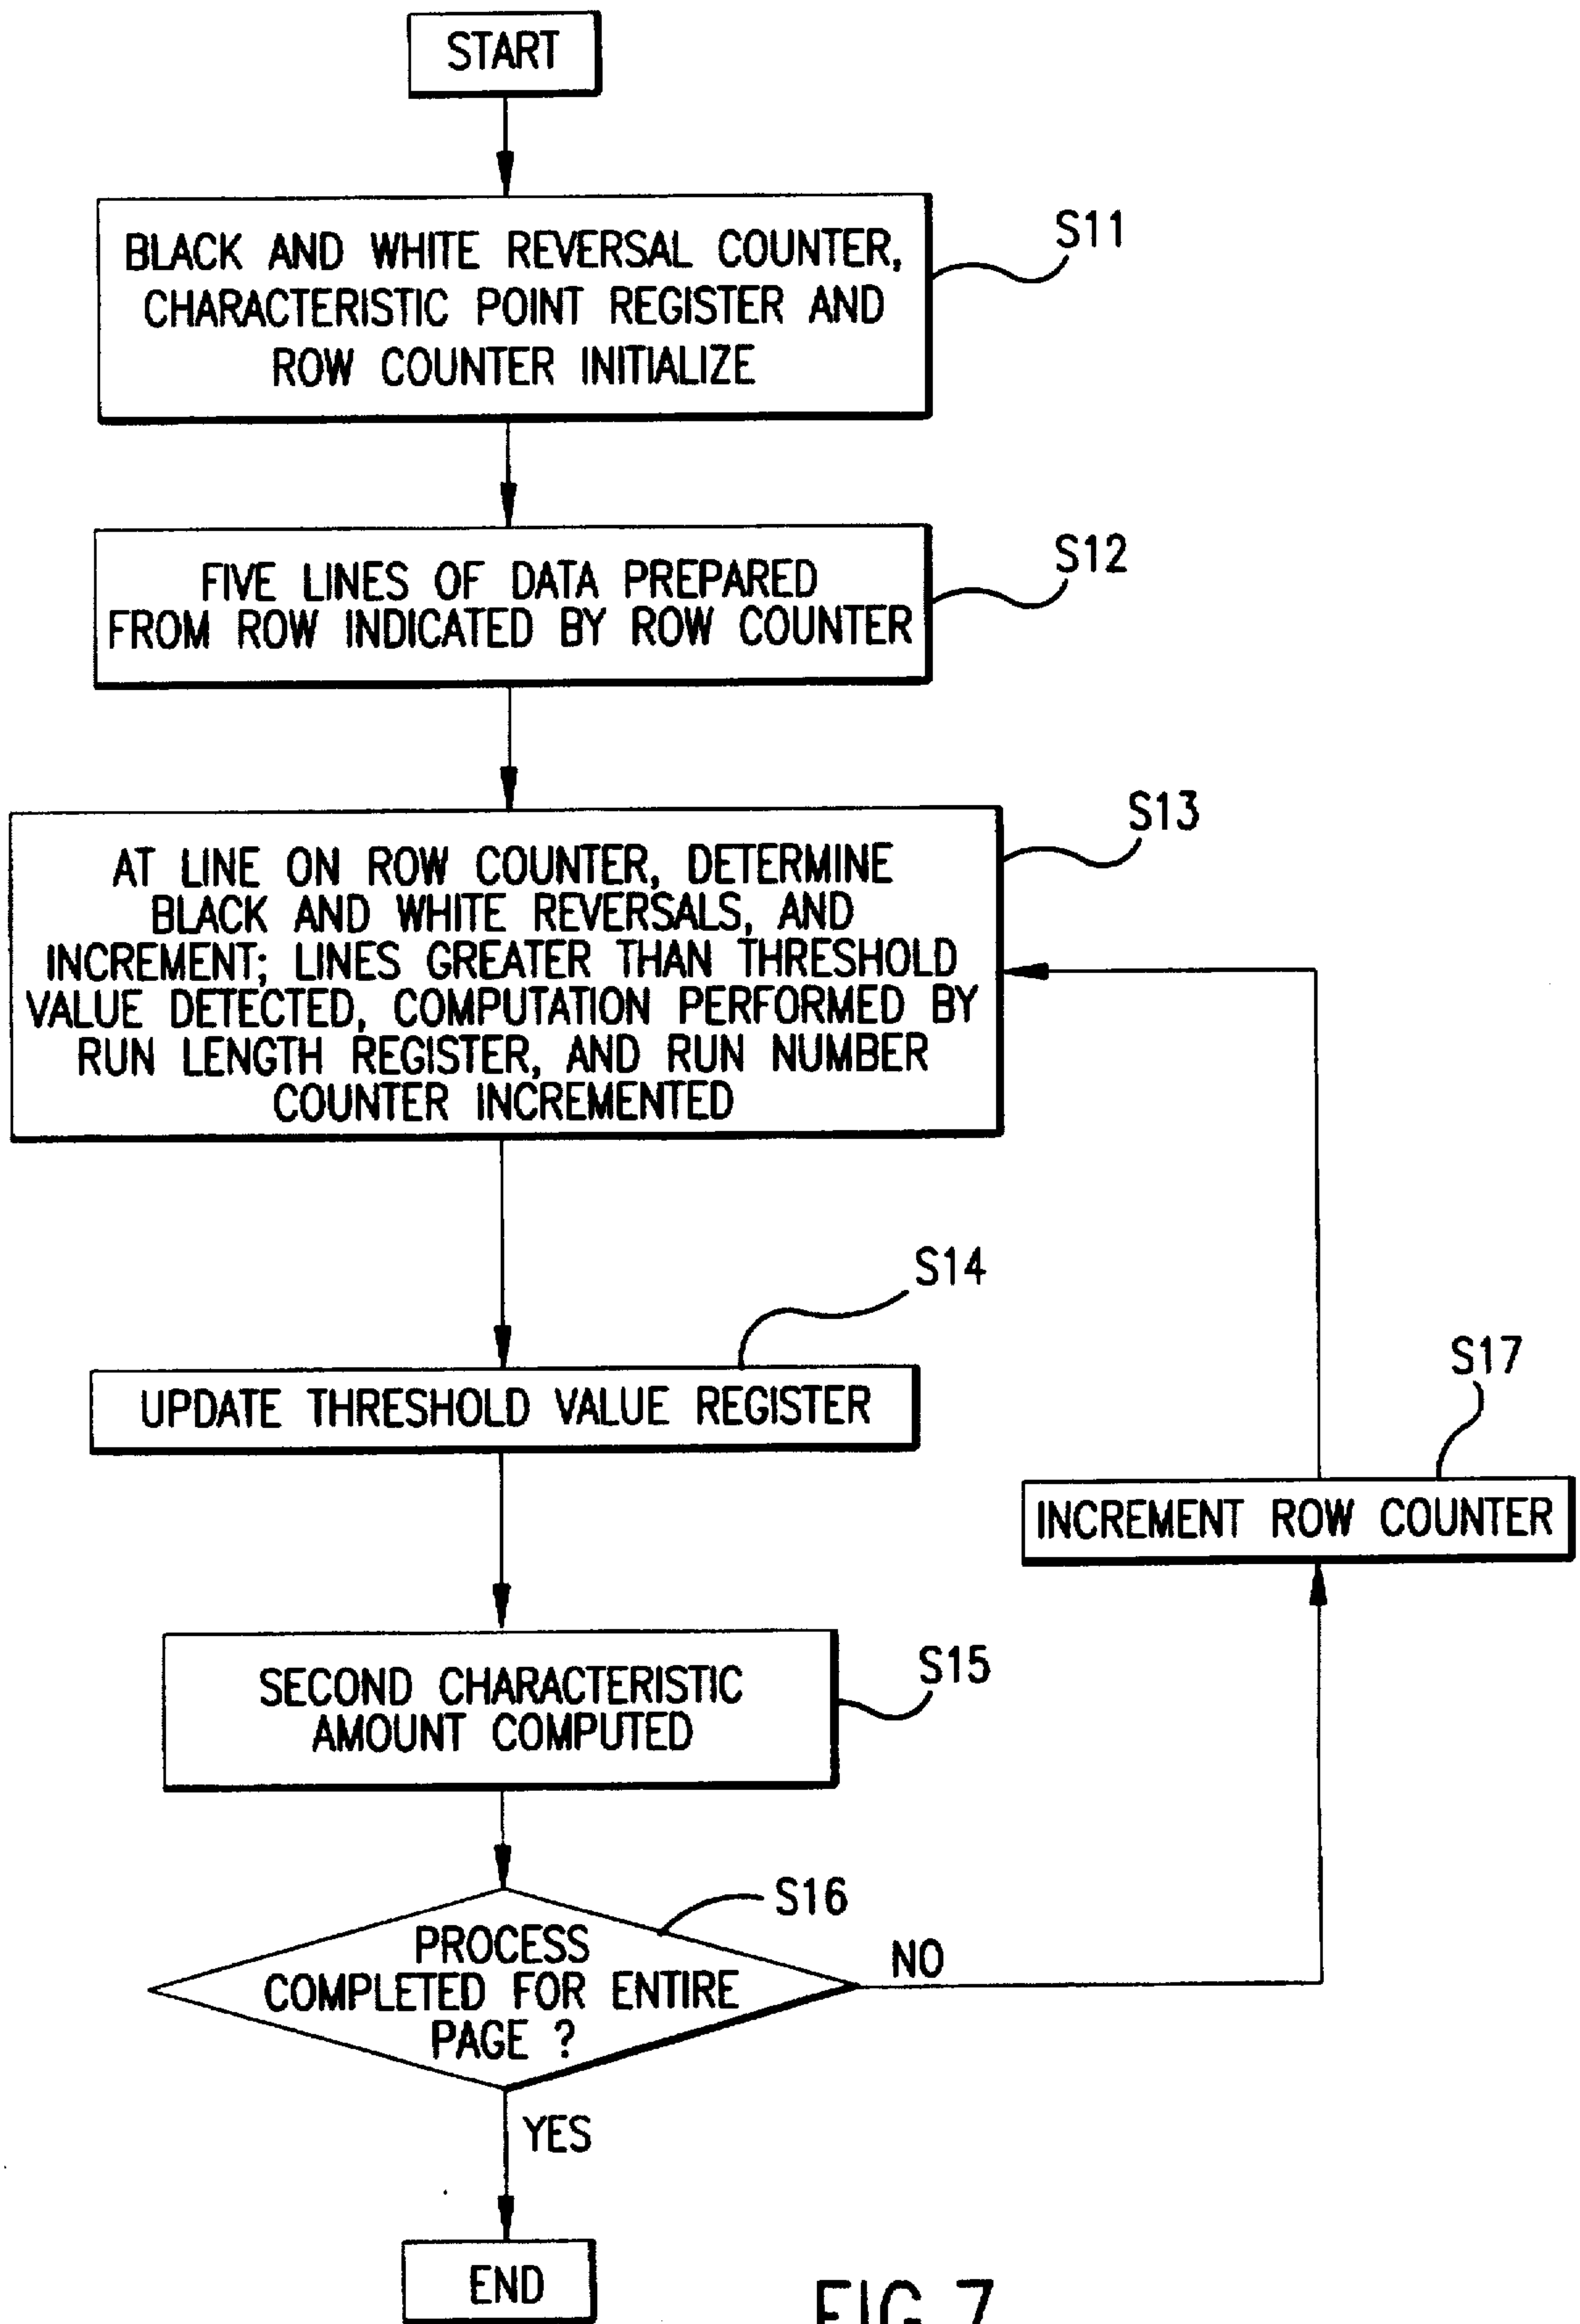 START
BLACK AND WHITE REVERSAL COUNTER,
CHARACTERISTIC POINT REGISTER AND
ROW COUNTER INITIALIZE
S11
FIVE LINES OF DATA PREPARED
FROM ROW INDICATED BY ROW COUNTER
S12
AT LINE ON ROW COUNTER, DETERMINE
BLACK AND WHITE REVERSALS, AND
INCREMENT; LINES GREATER THAN THRESHOLD
VALUE DETECTED, COMPUTATION PERFORMED BY
RUN LENGTH REGISTER, AND RUN NUMBER
COUNTER INCREMENTED
S13
UPDATE THRESHOLD VALUE REGISTER
S14
SECOND CHARACTERISTIC
AMOUNT COMPUTED
S15
PROCESS
COMPLETED FOR ENTIRE
PAGE ?
S16
NO
INCREMENT ROW COUNTER
S17
YES
END
FIG. 7